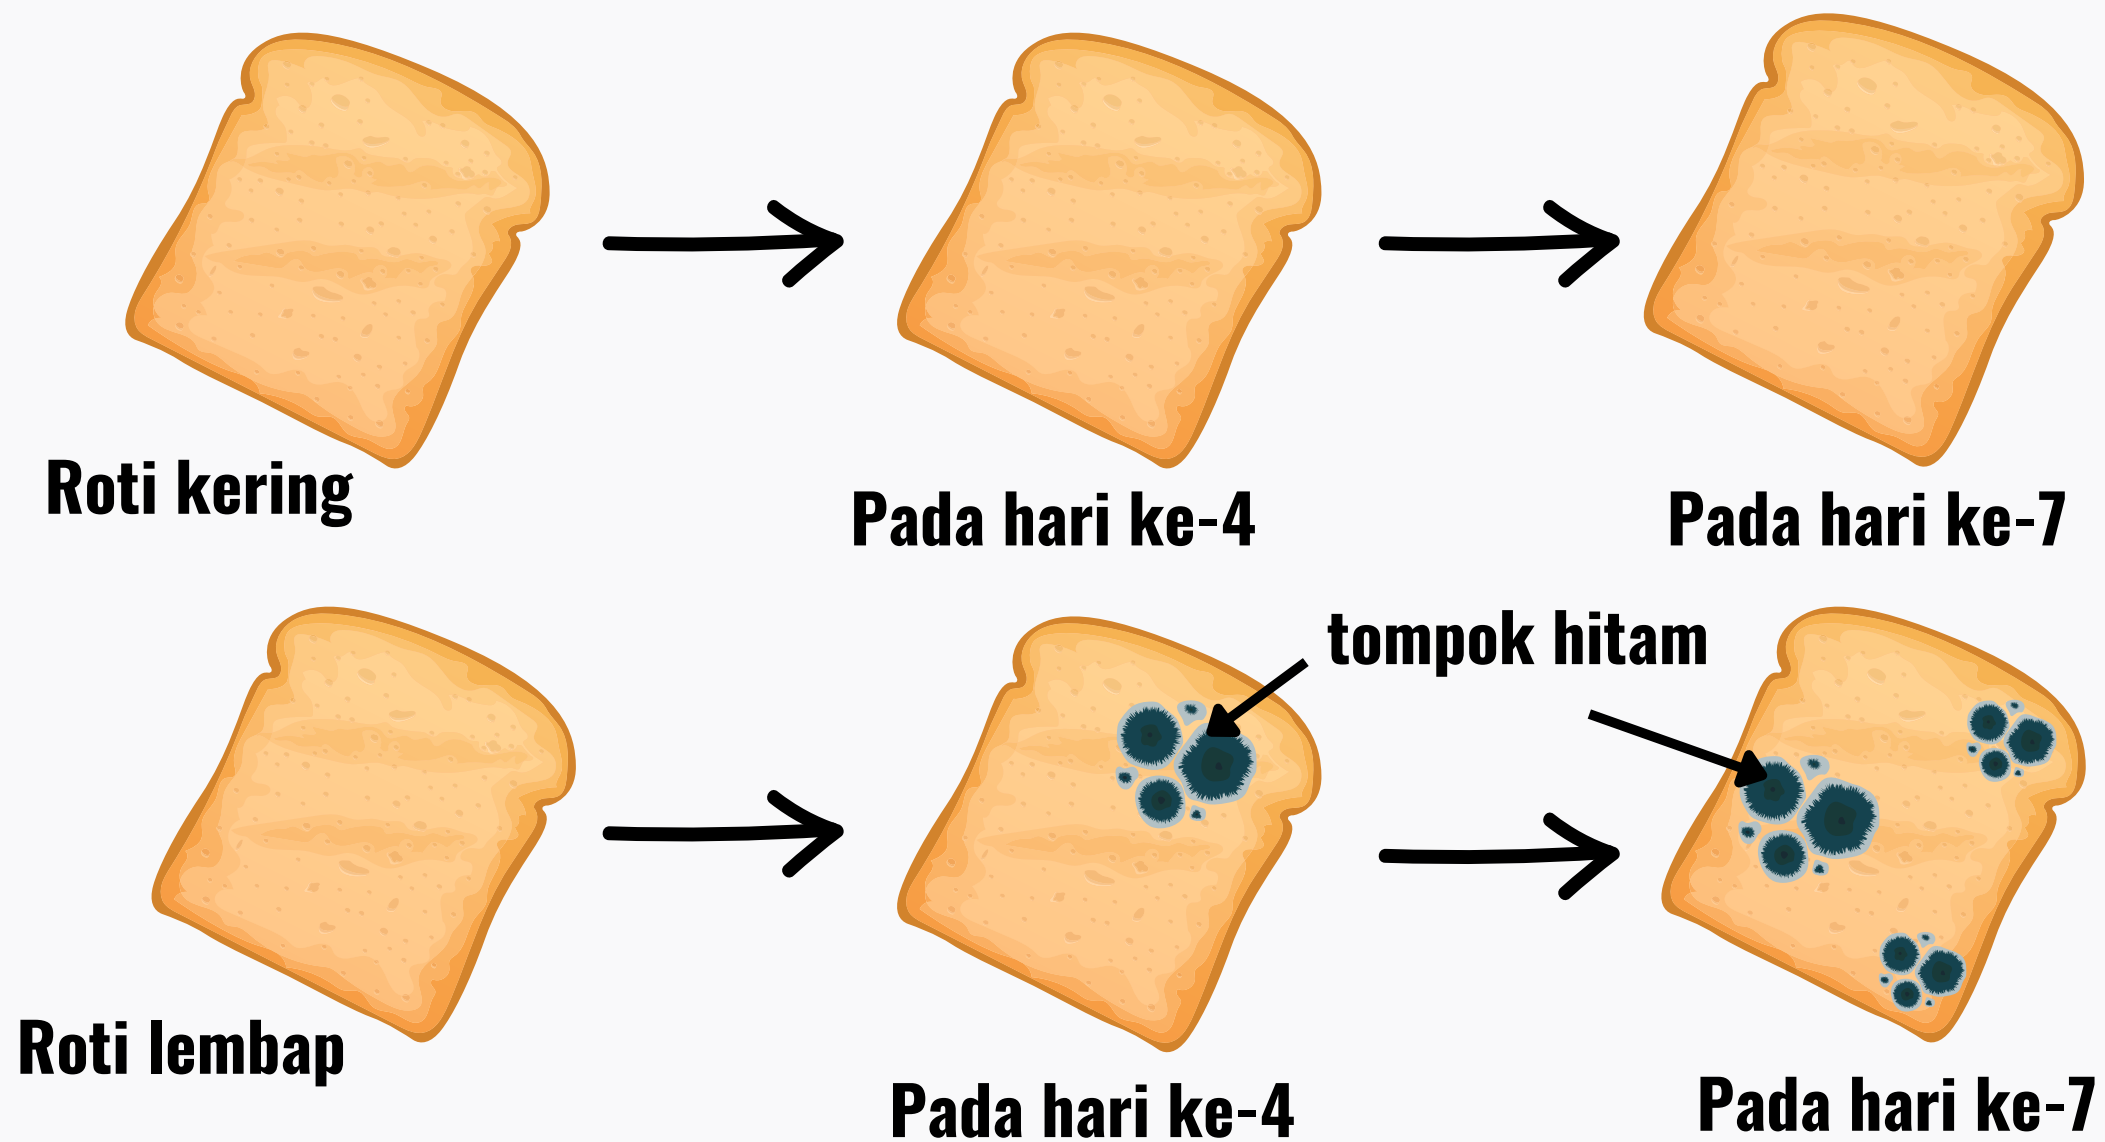 Roti kering
Pada hari ke-4
Pada hari ke-7
tompok hitam
Roti lembap
Pada hari ke-4
Pada hari ke-7